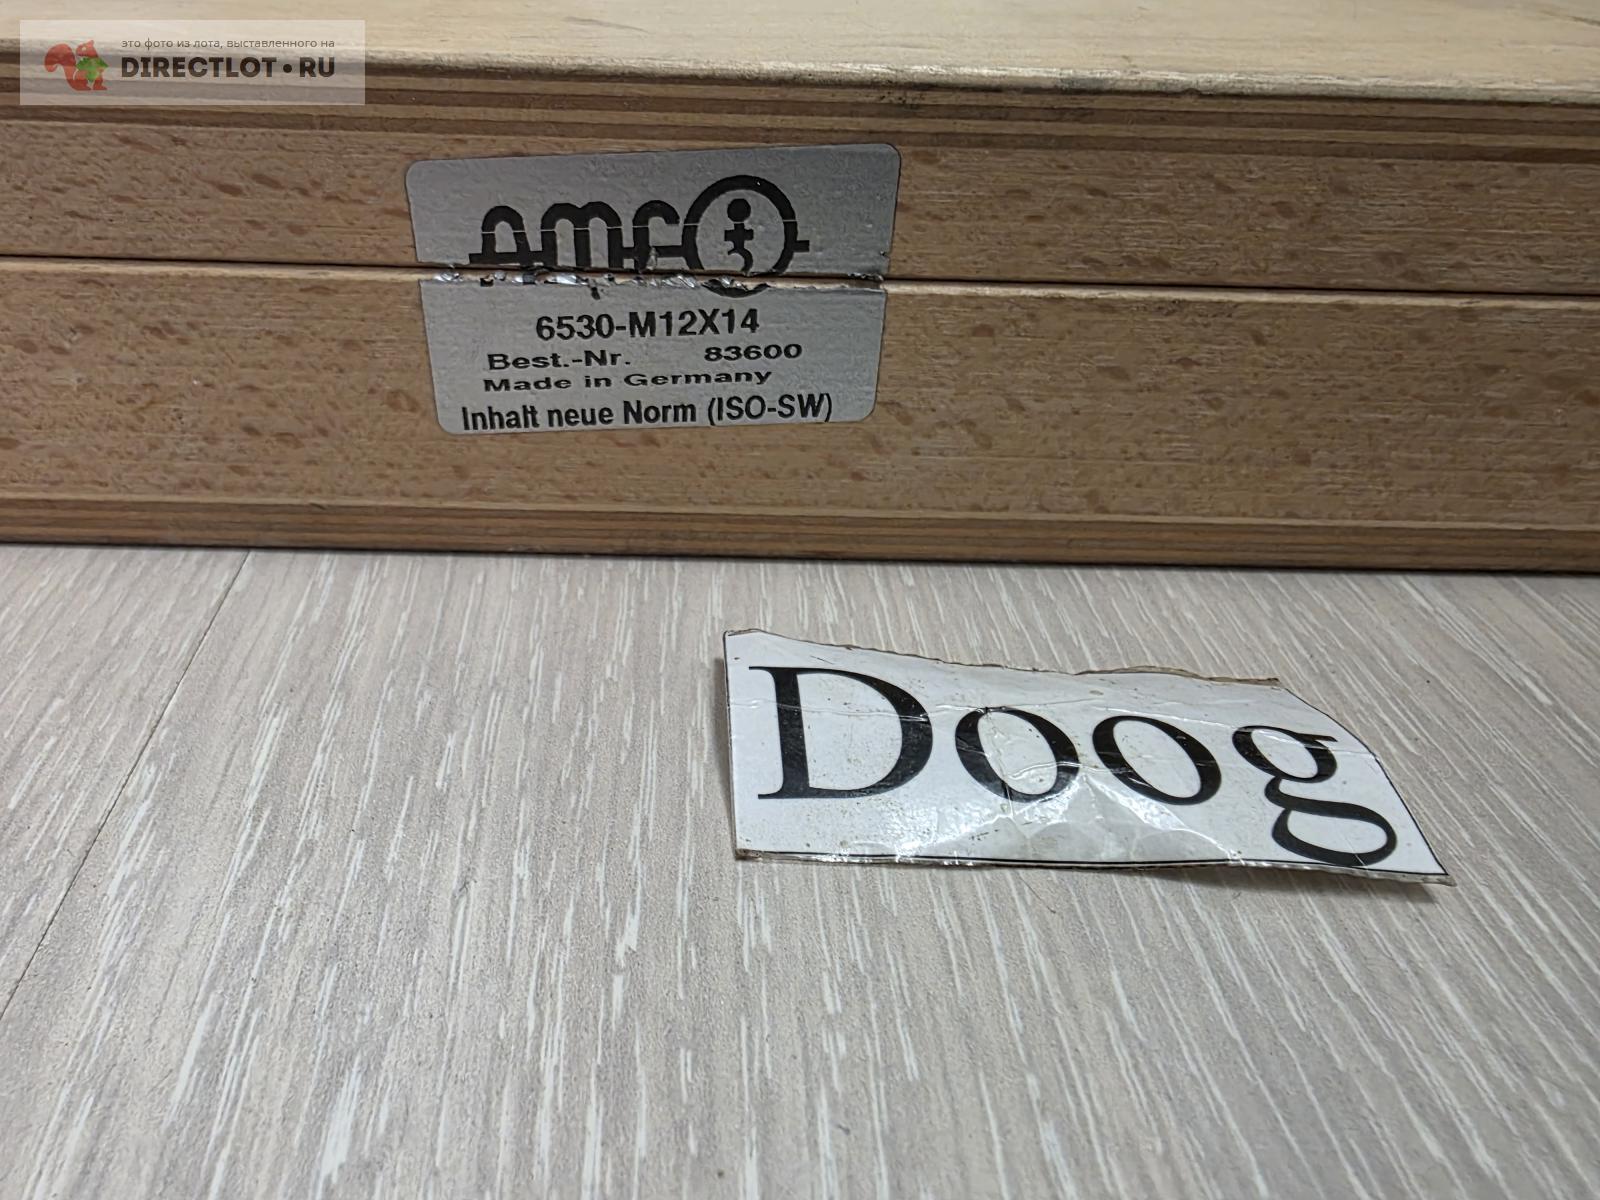 это фото из лота, выставленного на
DIRECTLOT•RU
AMF
6530-M12X14
Best.-Nr. 83600
Made in Germany
Inhalt neue Norm (ISO-SW)
Doog